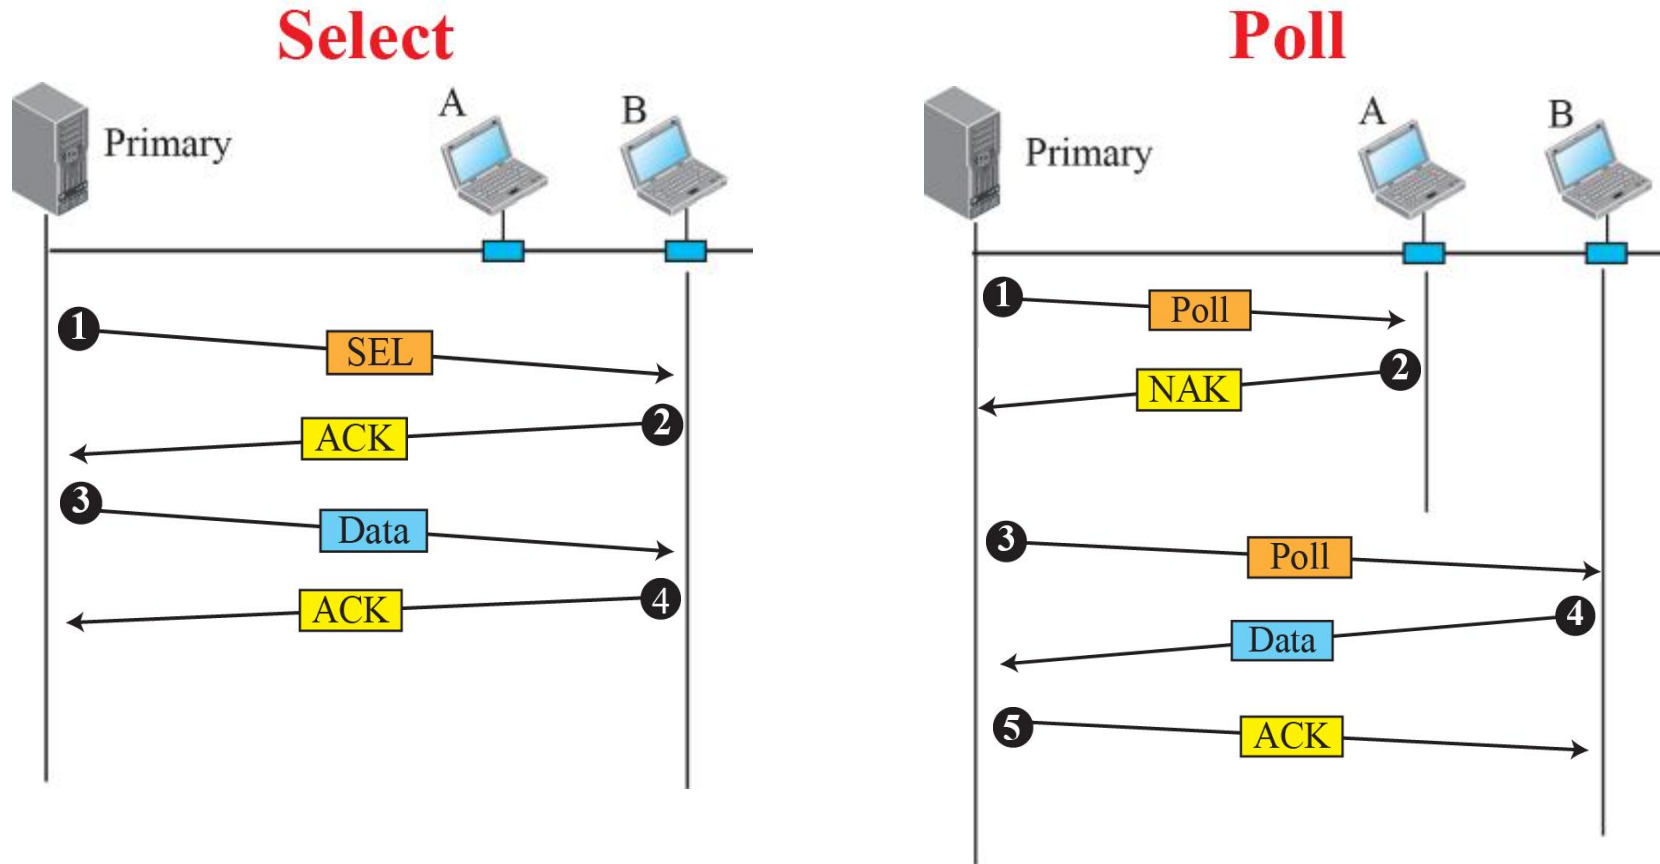 Select
Primary
A
B
1
SEL
2
ACK
3
Data
4
ACK
Poll
Primary
A
B
1
Poll
2
NAK
3
Poll
4
Data
5
ACK